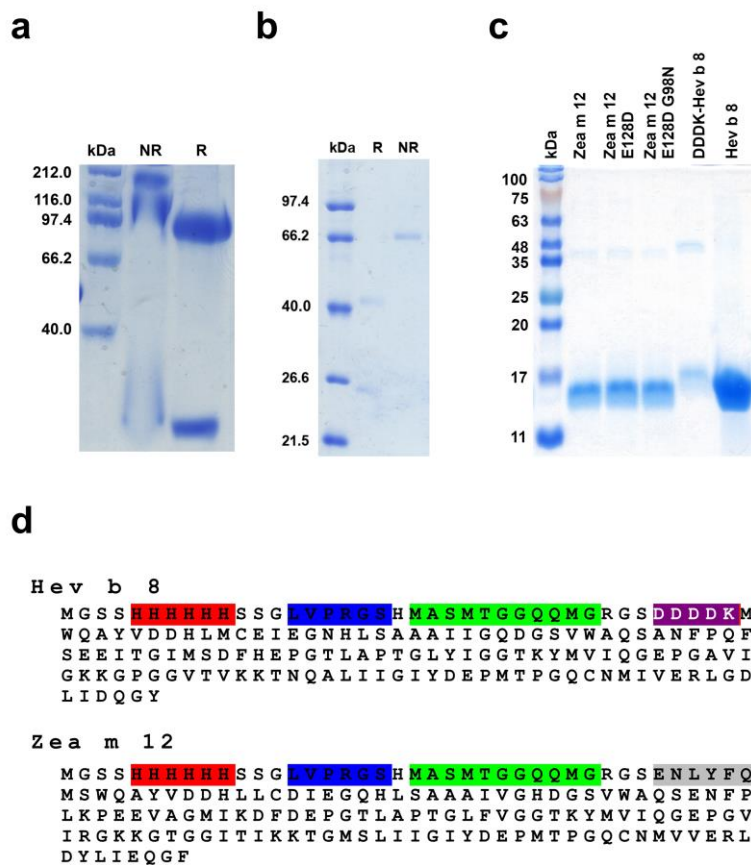 a
kDa NR R
212.0
116.0
97.4
66.2
40.0
b
kDa R NR
97.4
66.2
40.0
26.6
21.5
c
kDa
Zea m 12
Zea m 12
E128D
Zea m 12
E128D G98N
DDDK-Hev b 8
Hev b 8
100
75
63
48
35
25
20
17
11
d
Hev b 8
MGSSHHHHHHSSGLVPRGSHMASMTGGQQMGRGSDDDDKM
WQAYVDDHLMCEIEGNHLSAAAIIGQDGSVWAQSANFPQF
SEEITGIMSDFHEPGTLAPTGLYIGGTKYMVIQGEPGAVI
GKKGPGGVTVKKTNQALIIGIYDEPMTPGQCNMIVERLGD
LIDQGY
Zea m 12
MGSSHHHHHHSSGLVPRGSHMASMTGGQQMGRGSENLYFQ
MSWQAYVDDHLLCDIEGQHLSAAAIVGHDGSVWAQSENFP
LKPEEVAGMIKDFDEPGTLAPTGLFVGGTKYMVIQGEPGV
IRGKKGTGGITIKKTGMSLIIGIYDEPMTPGQCNMVVERL
DYLIEQGF